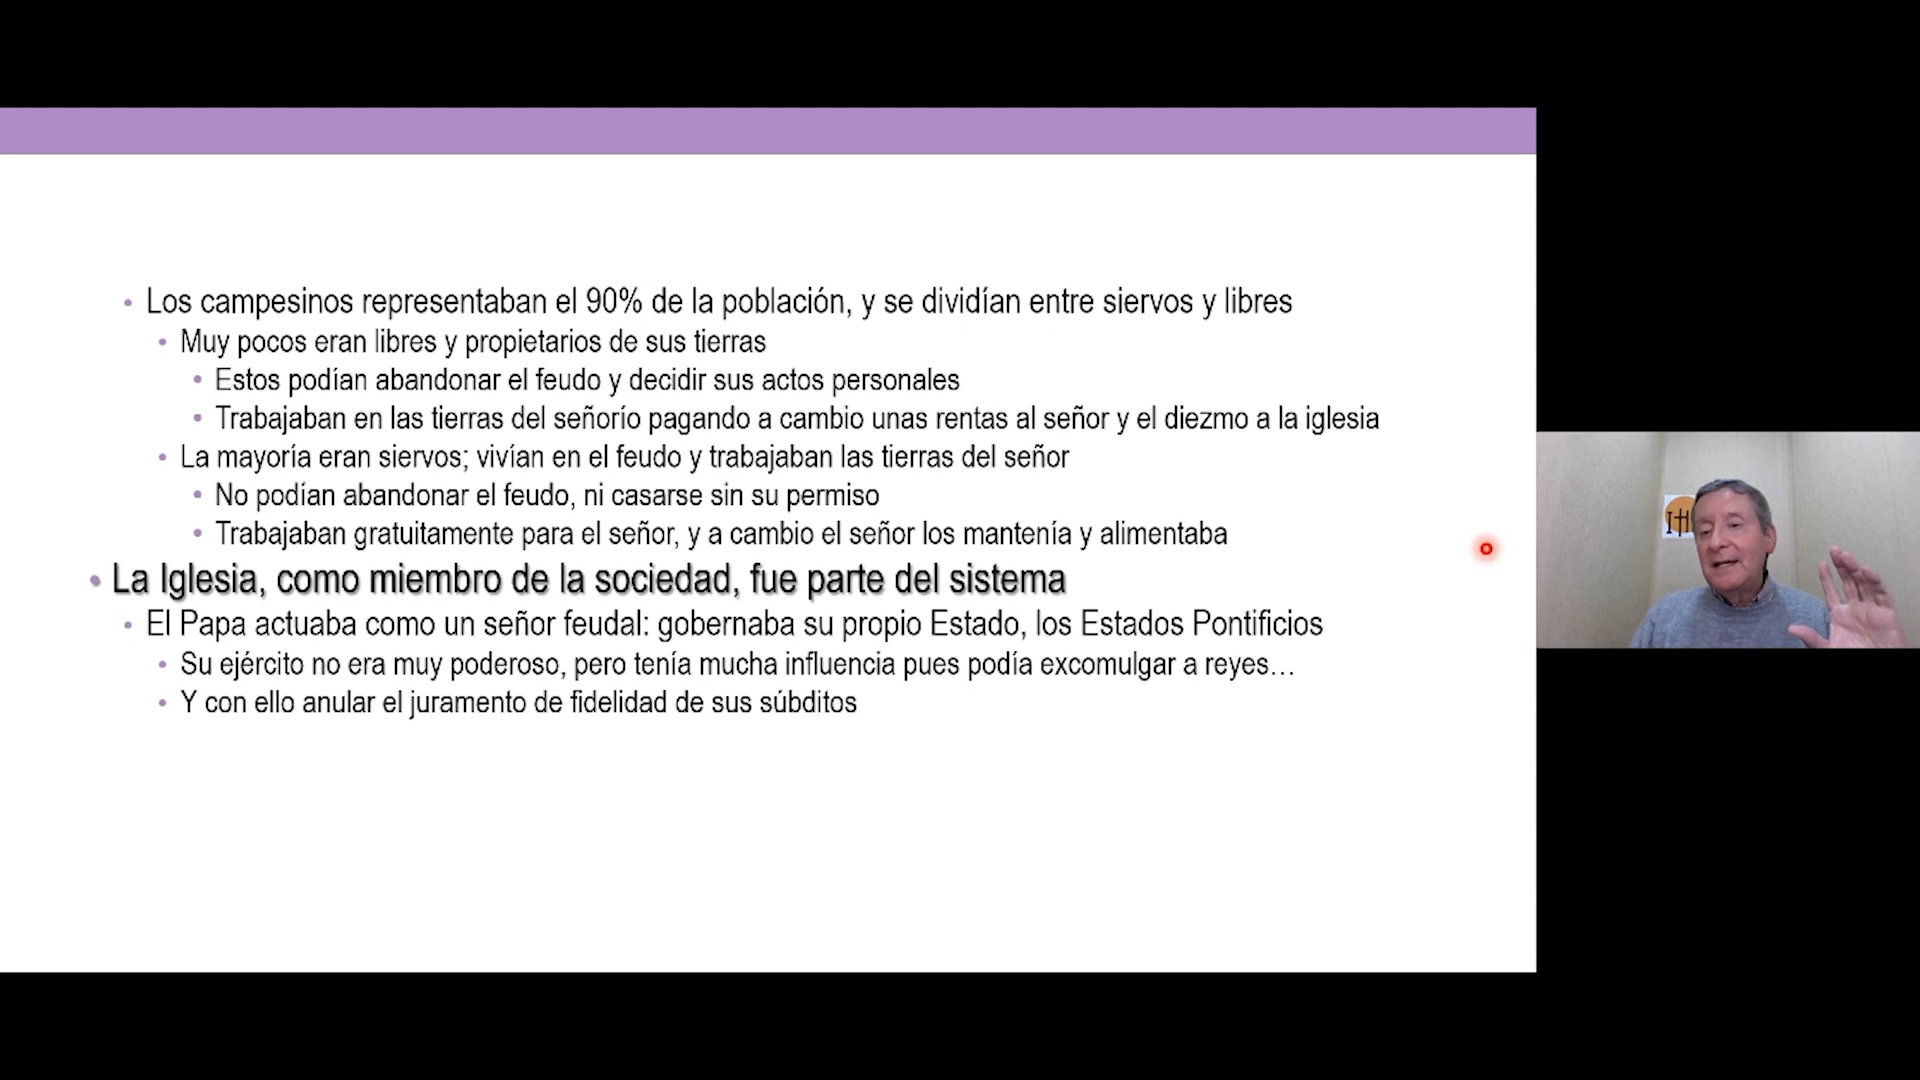 • Los campesinos representaban el 90% de la población, y se dividían entre siervos y libres
• Muy pocos eran libres y propietarios de sus tierras
• Estos podían abandonar el feudo y decidir sus actos personales
• Trabajaban en las tierras del señorío pagando a cambio unas rentas al señor y el diezmo a la iglesia
• La mayoría eran siervos; vivían en el feudo y trabajaban las tierras del señor
• No podían abandonar el feudo, ni casarse sin su permiso
• Trabajaban gratuitamente para el señor, y a cambio el señor los mantenía y alimentaba
• La Iglesia, como miembro de la sociedad, fue parte del sistema
• El Papa actuaba como un señor feudal: gobernaba su propio Estado, los Estados Pontificios
• Su ejército no era muy poderoso, pero tenía mucha influencia pues podía excomulgar a reyes…
• Y con ello anular el juramento de fidelidad de sus súbditos